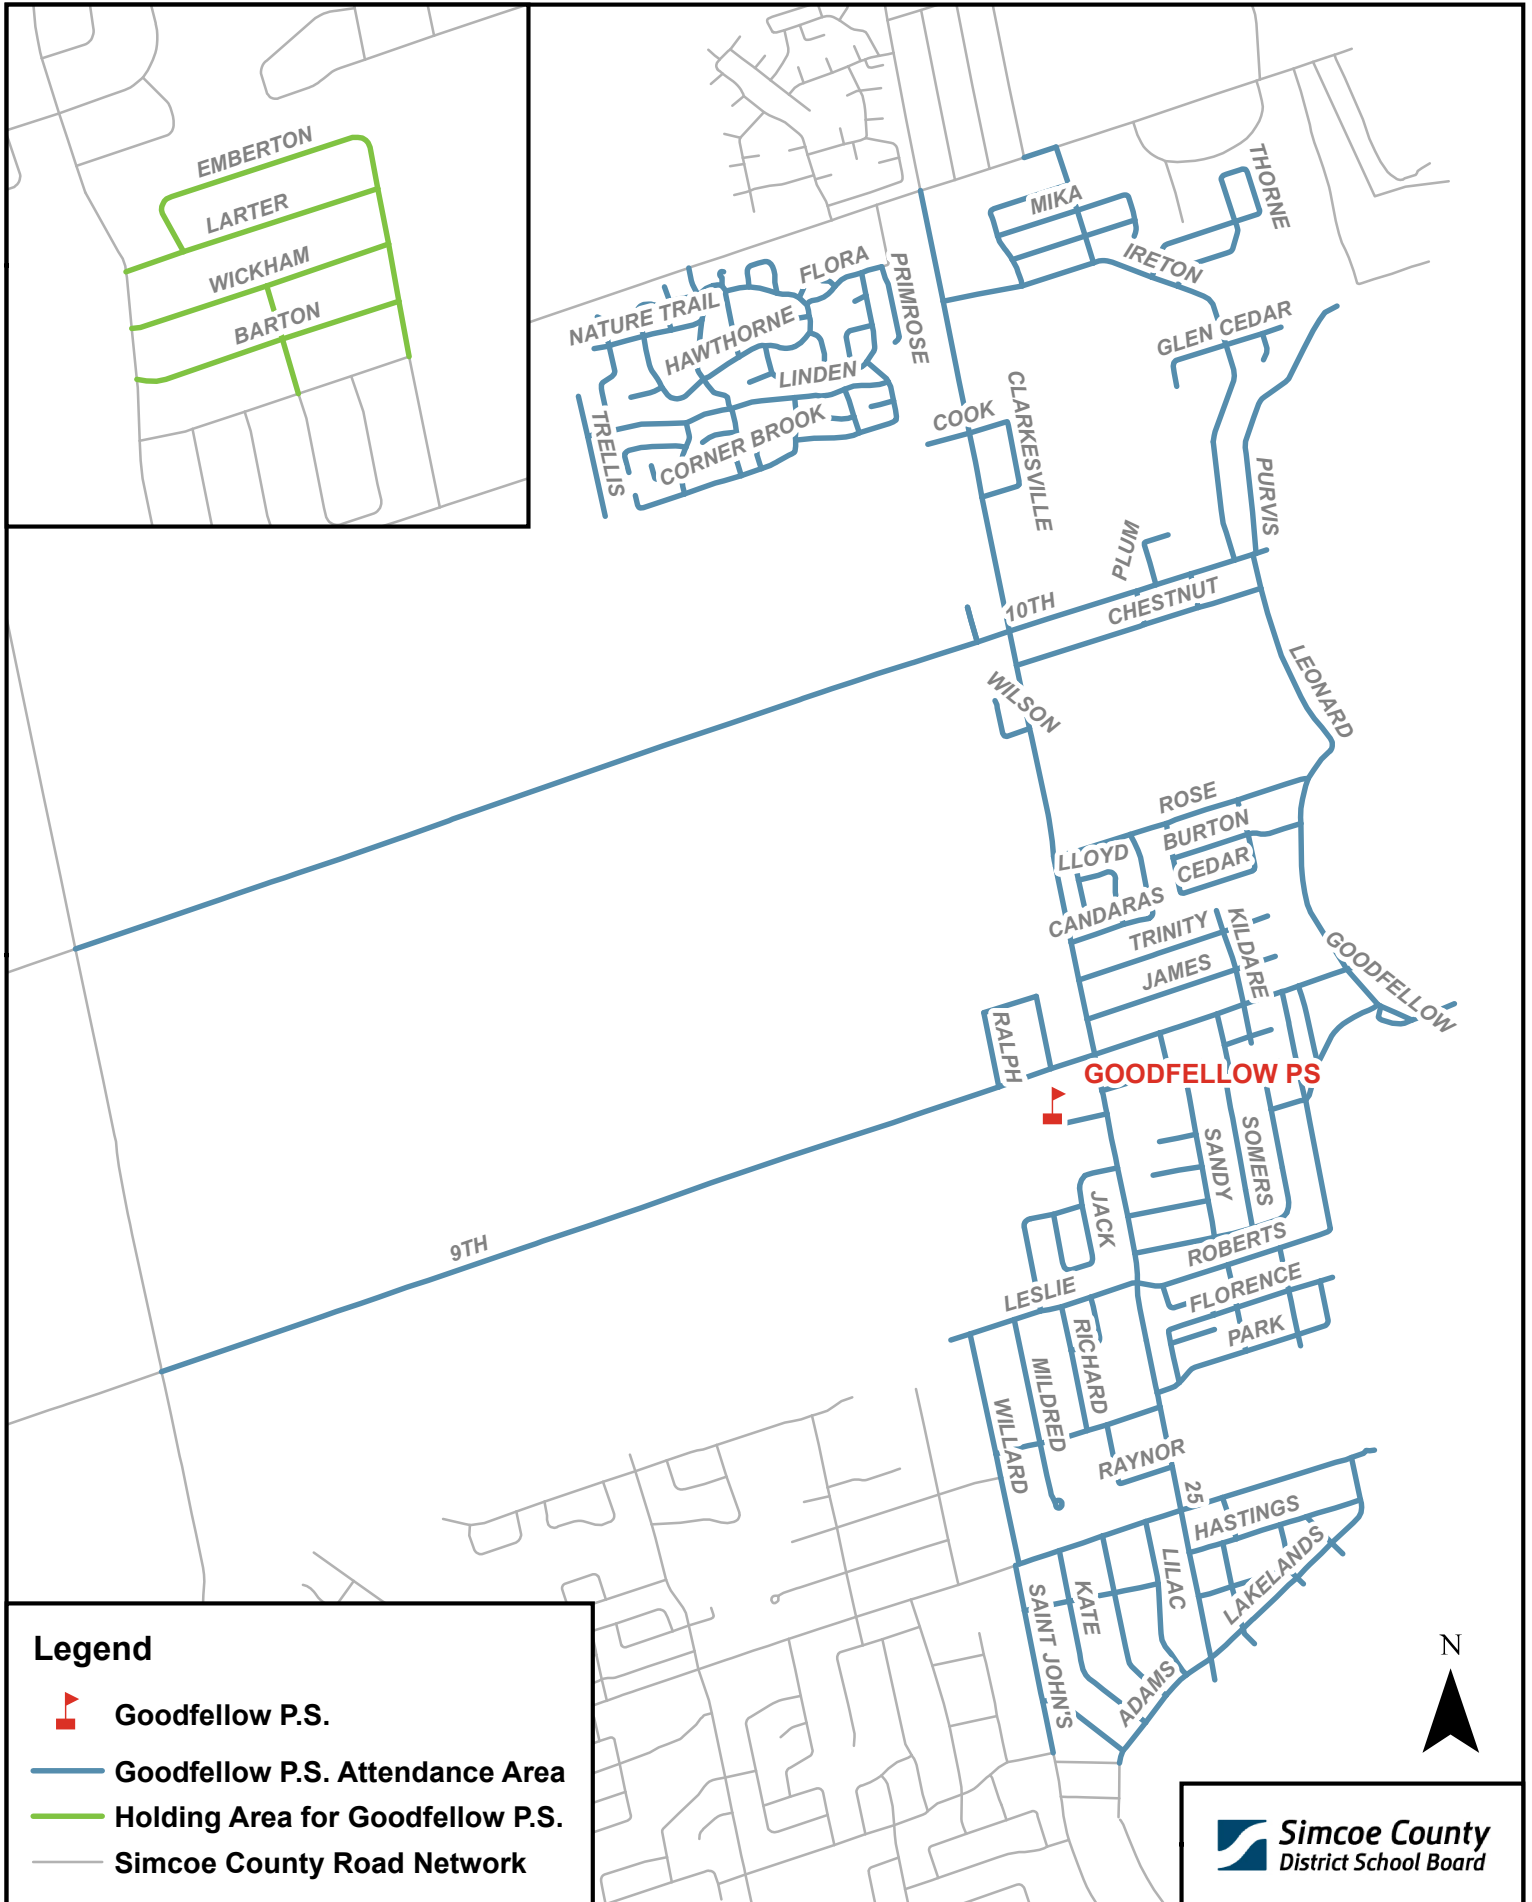 EMBERTON
LARTER
WICKHAM
BARTON
THORNE
MIKA
IRETON
FLORA
PRIMROSE
NATURE TRAIL
HAWTHORNE
GLEN CEDAR
LINDEN
CLARKESVILLE
COOK
TRELLIS
CORNER BROOK
PURVIS
PLUM
CHESTNUT
10TH
LEONARD
WILSON
ROSE
BURTON
LLOYD
CEDAR
CANDARAS
TRINITY
KILDARE
GOODFELLOW
JAMES
RALPH
GOODFELLOW PS
SANDY
SOMERS
JACK
9TH
ROBERTS
LESLIE
FLORENCE
RICHARD
PARK
MILDRED
WILLARD
RAYNOR
25
HASTINGS
LAKELANDS
LILAC
KATE
SAINT JOHN'S
ADAMS
N
Legend
Goodfellow P.S.
Goodfellow P.S. Attendance Area
Holding Area for Goodfellow P.S.
Simcoe County Road Network
Simcoe County
District School Board